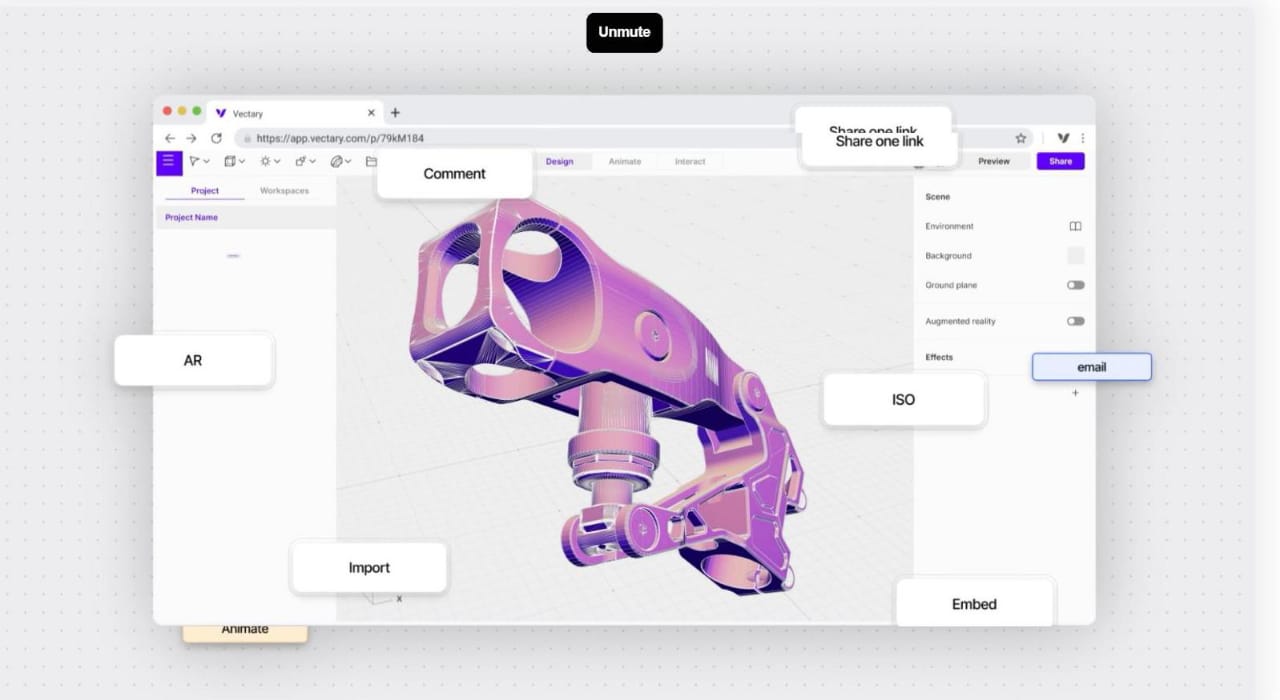 Unmute
Vectary
https://app.vectary.com/p/79kM184
Share one link
Share one link
Comment
Design Animate Interact
Preview Share
Project Workspaces
Project Name
Scene
Environment
Background
Ground plane
Augmented reality
Effects
AR
email
ISO
Import
X
Embed
Animate